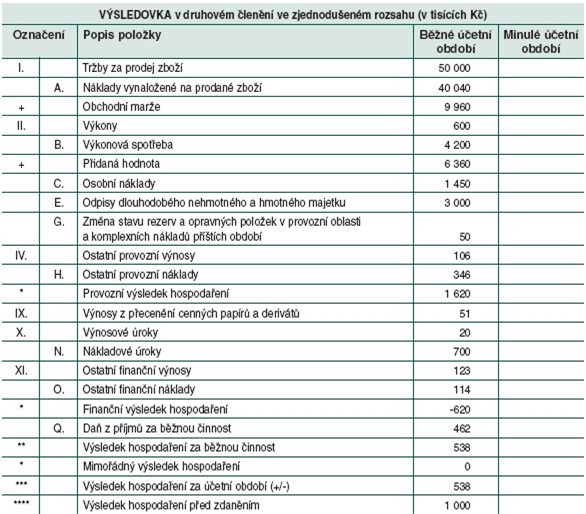 VÝSLEDOVKA v druhovém členění ve zjednodušeném rozsahu (v tisících Kč)
Označení Popis položky Běžné účetní období Minulé účetní období
I. Tržby za prodej zboží 50 000
A. Náklady vynaložené na prodané zboží 40 040
+ Obchodní marže 9 960
II. Výkony 600
B. Výkonová spotřeba 4 200
+ Přidaná hodnota 6 360
C. Osobní náklady 1 450
E. Odpisy dlouhodobého nehmotného a hmotného majetku 3 000
G. Změna stavu rezerv a opravných položek v provozní oblasti
a komplexních nákladů příštích období 50
IV. Ostatní provozní výnosy 106
H. Ostatní provozní náklady 346
* Provozní výsledek hospodaření 1 620
IX. Výnosy z přecenění cenných papírů a derivátů 51
X. Výnosové úroky 20
N. Nákladové úroky 700
XI. Ostatní finanční výnosy 123
O. Ostatní finanční náklady 114
* Finanční výsledek hospodaření -620
Q. Daň z příjmů za běžnou činnost 462
** Výsledek hospodaření za běžnou činnost 538
* Mimořádný výsledek hospodaření 0
*** Výsledek hospodaření za účetní období (+/-) 538
**** Výsledek hospodaření před zdaněním 1 000